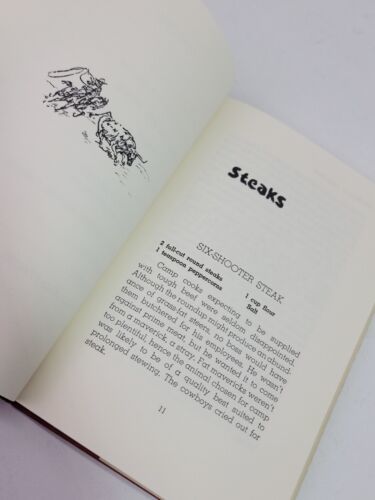 Steaks
SIX-SHOOTER STEAK
2 full-cut round steaks 1 cup flour
1 teaspoon peppercorns Salt
Camp cooks expecting to be supplied
with tough beef were seldom disappointed.
Although the roundup might produce an abund-
ance of grass-fat steers, no boss would have
them butchered for his employees. He wasn't
against prime meat, but he wanted it to come
from a maverick, a stray. Fat mavericks weren't
too plentiful, hence the animal chosen for camp
was likely to be of a quality best suited to
prolonged stewing. The cowboys cried out for
steak.
11